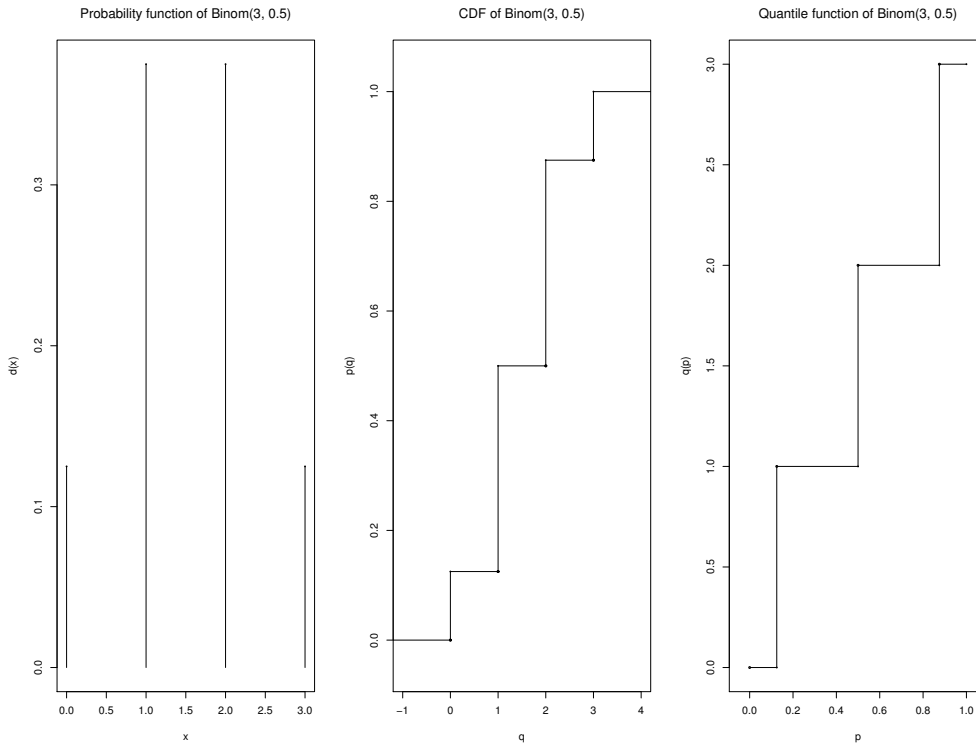 Probability function of Binom(3, 0.5)
d(x)
0.3
0.2
0.1
0.0
0.0 0.5 1.0 1.5 2.0 2.5 3.0
x
CDF of Binom(3, 0.5)
p(q)
1.0
0.8
0.6
0.4
0.2
0.0
−1 0 1 2 3 4
q
Quantile function of Binom(3, 0.5)
q(p)
3.0
2.5
2.0
1.5
1.0
0.5
0.0
0.0 0.2 0.4 0.6 0.8 1.0
p